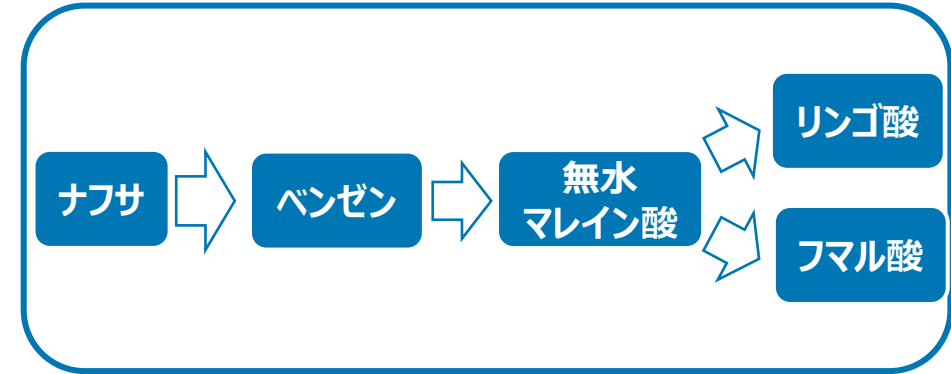 ナフサ
ベンゼン
無水
マレイン酸
リンゴ酸
フマル酸